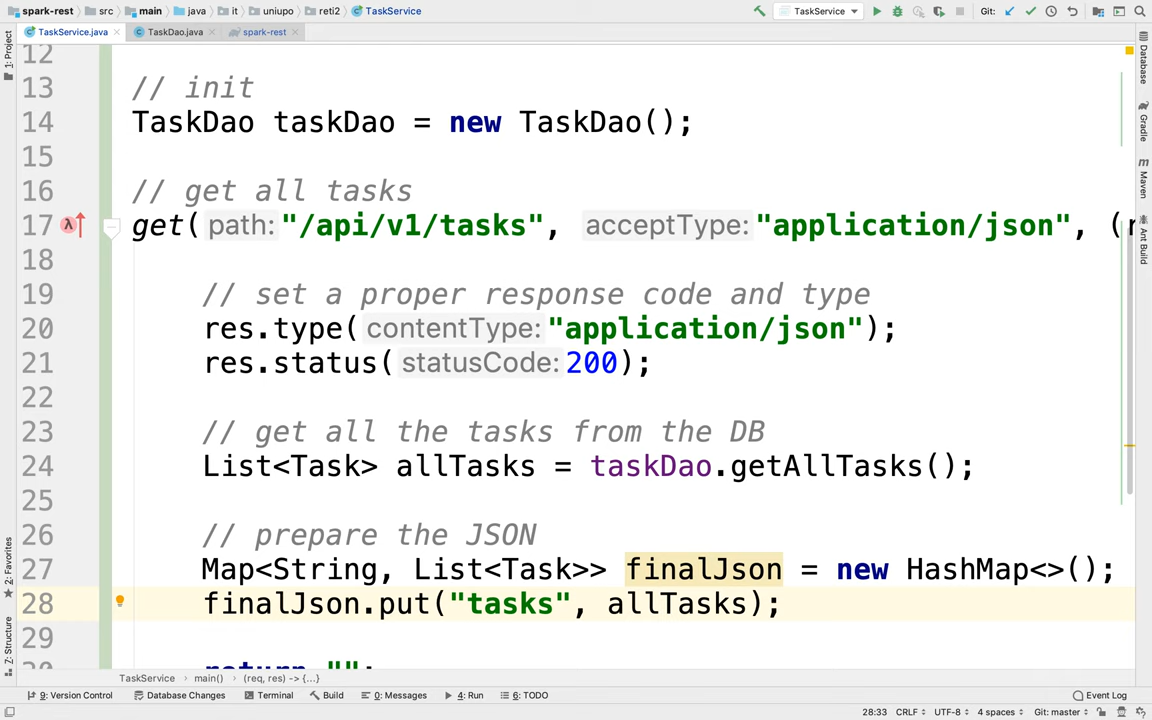 spark-rest src main java it uniupo reti2 TaskService TaskService Git:
TaskService.java TaskDao.java spark-rest
12
13 // init
14 TaskDao taskDao = new TaskDao();
15
16 // get all tasks
17 get( path: "/api/v1/tasks", acceptType: "application/json", (r
18
19 // set a proper response code and type
20 res.type( contentType: "application/json");
21 res.status( statusCode: 200);
22
23 // get all the tasks from the DB
24 List<Task> allTasks = taskDao.getAllTasks();
25
26 // prepare the JSON
27 Map<String, List<Task>> finalJson = new HashMap<>();
28 finalJson.put("tasks", allTasks);
29
return "";
TaskService main() (req, res) -> {...}
9: Version Control Database Changes Terminal Build 0: Messages 4: Run 6: TODO Event Log
28:33 CRLF UTF-8 4 spaces Git: master
1: Project
2: Favorites
7: Structure
Database
Gradle
Maven
Ant Build